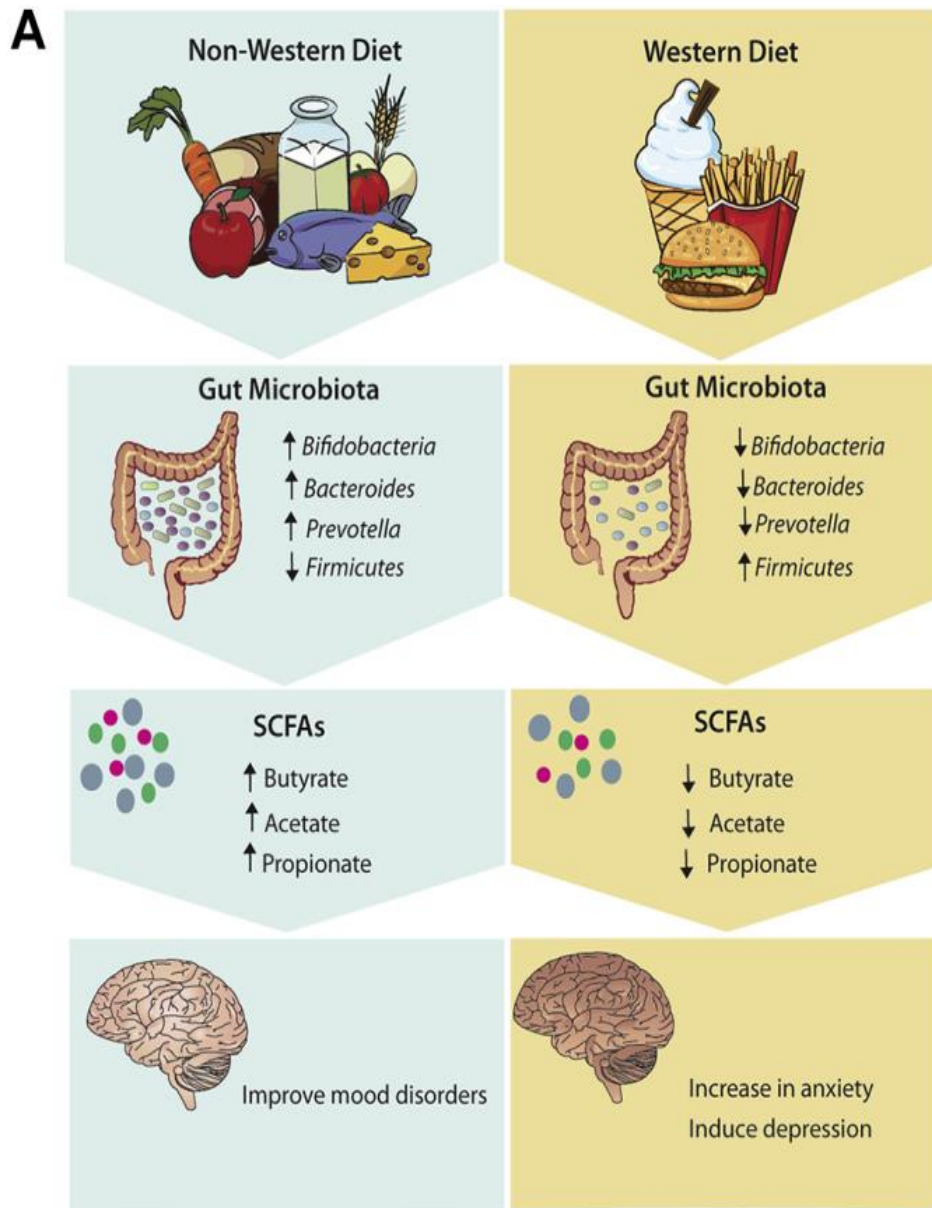 A
Non-Western Diet
Western Diet
Gut Microbiota
↑ Bifidobacteria
↑ Bacteroides
↑ Prevotella
↓ Firmicutes
Gut Microbiota
↓ Bifidobacteria
↓ Bacteroides
↓ Prevotella
↑ Firmicutes
SCFAs
↑ Butyrate
↑ Acetate
↑ Propionate
SCFAs
↓ Butyrate
↓ Acetate
↓ Propionate
Improve mood disorders
Increase in anxiety
Induce depression